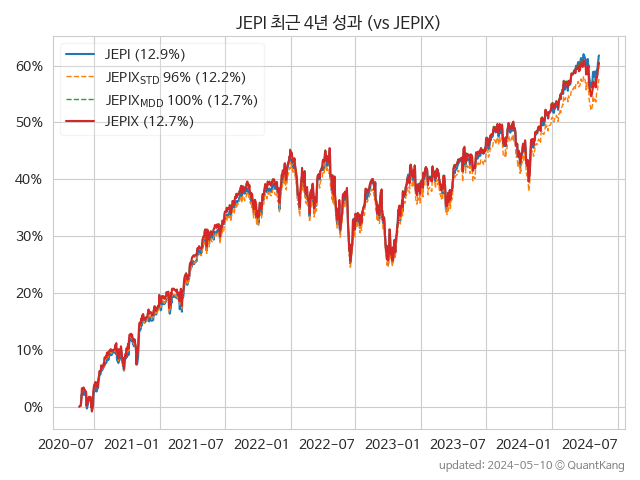 JEPI 최근 4년 성과 (vs JEPIX)
JEPI (12.9%)
JEPIX_STD 96% (12.2%)
JEPIX_MDD 100% (12.7%)
JEPIX (12.7%)
60%
50%
40%
30%
20%
10%
0%
2020-07 2021-01 2021-07 2022-01 2022-07 2023-01 2023-07 2024-01 2024-07
updated: 2024-05-10 © QuantKang